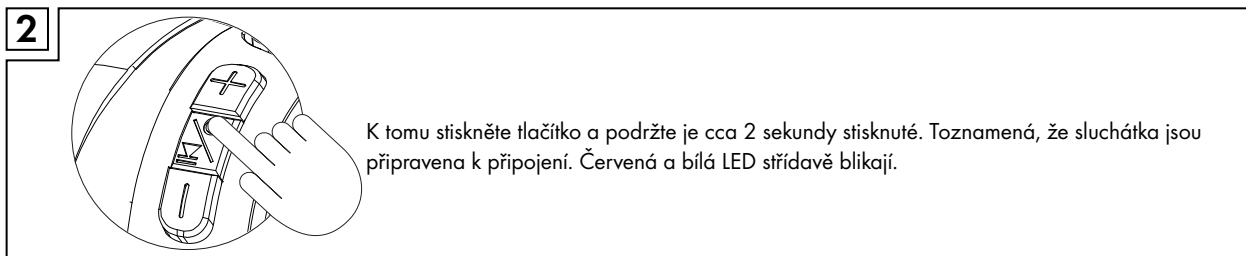 2
K tomu stiskněte tlačítko a podržte je cca 2 sekundy stisknuté. Toznamená, že sluchátka jsou
připravena k připojení. Červená a bílá LED střídavě blikají.